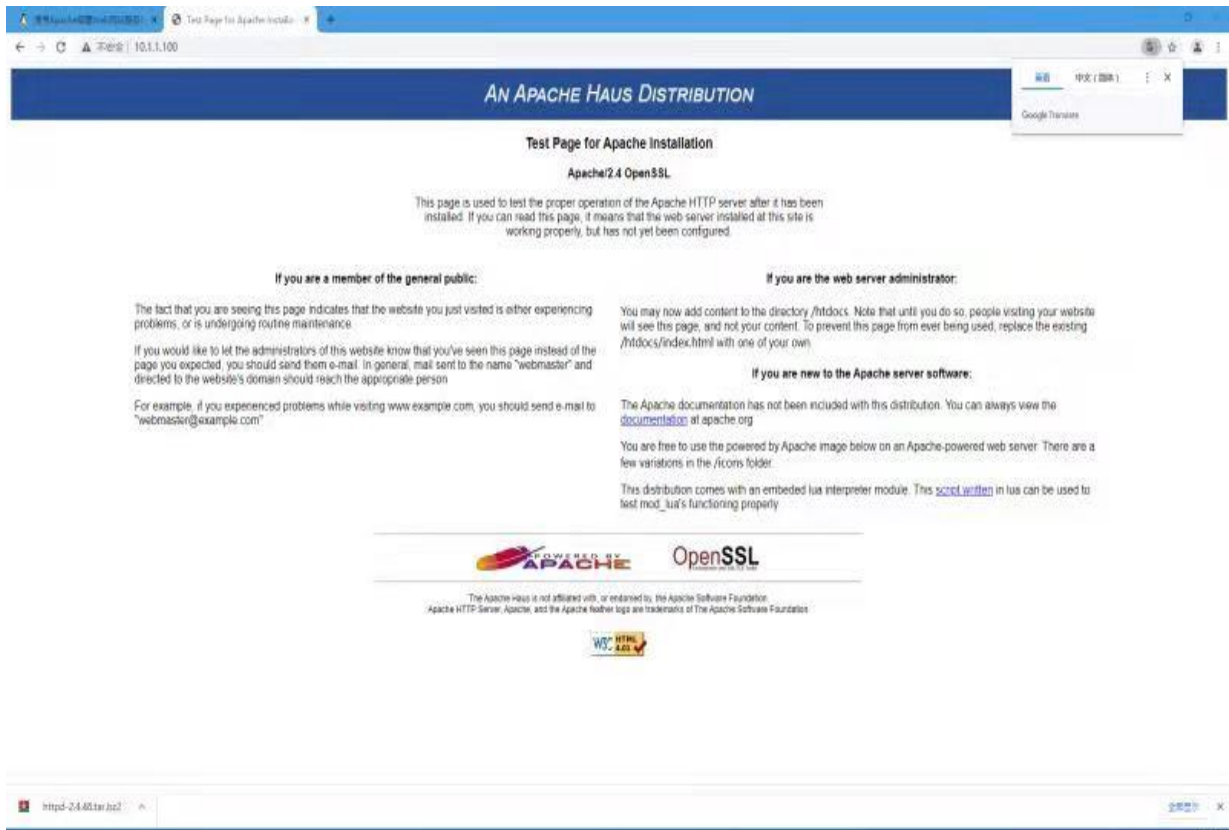 Test Page for Apache Installa
不安全 | 10.1.1.100
英语 中文（简体）
Google Translate
AN APACHE HAUS DISTRIBUTION
Test Page for Apache Installation
Apache/2.4 OpenSSL
This page is used to test the proper operation of the Apache HTTP server after it has been
installed. If you can read this page, it means that the web server installed at this site is
working properly, but has not yet been configured.
If you are a member of the general public:
The fact that you are seeing this page indicates that the website you just visited is either experiencing
problems, or is undergoing routine maintenance.
If you would like to let the administrators of this website know that you've seen this page instead of the
page you expected, you should send them e-mail. In general, mail sent to the name "webmaster" and
directed to the website's domain should reach the appropriate person.
For example, if you experienced problems while visiting www.example.com, you should send e-mail to
"webmaster@example.com"
If you are the web server administrator:
You may now add content to the directory /htdocs. Note that until you do so, people visiting your website
will see this page, and not your content. To prevent this page from ever being used, replace the existing
/htdocs/index.html with one of your own.
If you are new to the Apache server software:
The Apache documentation has not been included with this distribution. You can always view the
documentation at apache.org
You are free to use the powered by Apache image below on an Apache-powered web server. There are a
few variations in the /icons folder.
This distribution comes with an embeded lua interpreter module. This script written in lua can be used to
test mod_lua's functioning properly.
POWERED BY
APACHE
OpenSSL
The Apache Haus is not affiliated with, or endorsed by, the Apache Software Foundation.
Apache HTTP Server, Apache, and the Apache feather logo are trademarks of The Apache Software Foundation
W3C HTML 4.01
全部显示